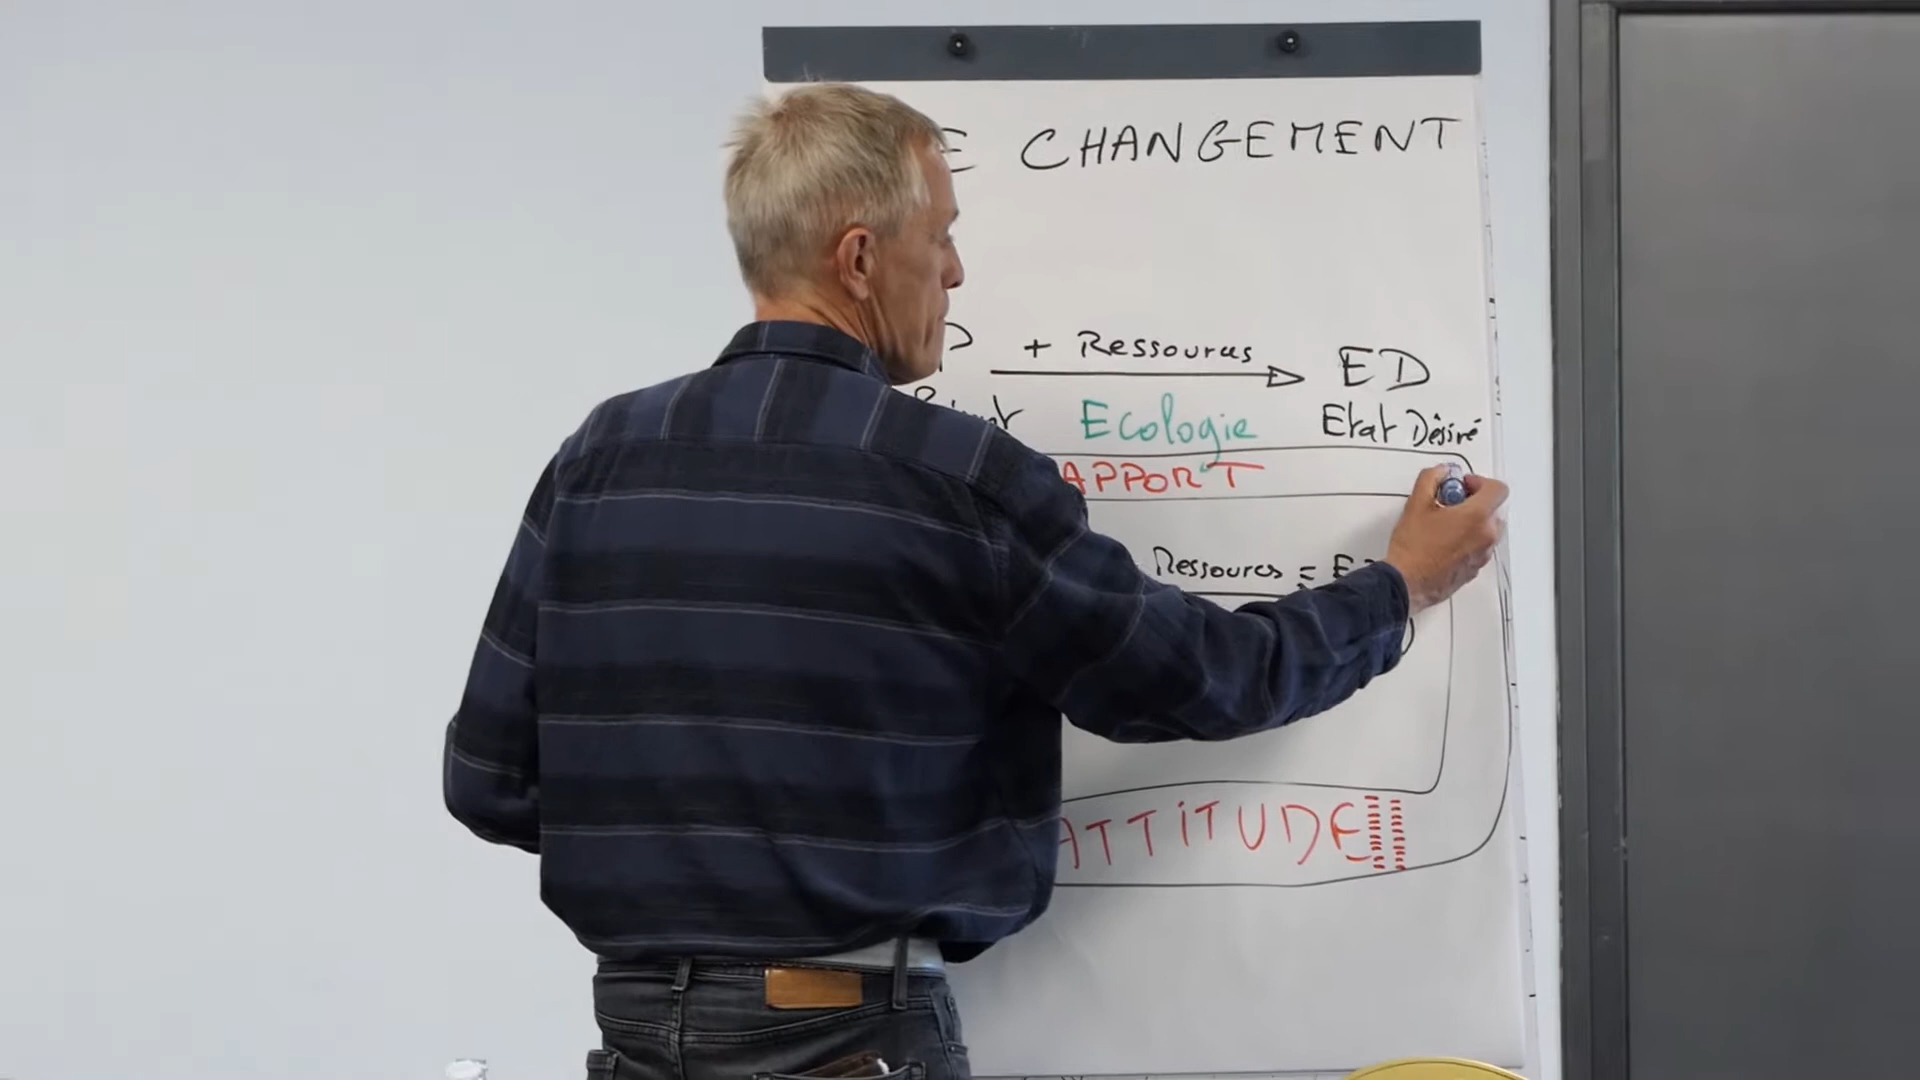 E CHANGEMENT
+ Ressources ED
Ecologie Etat Désiré
APPORT
Ressources =
ATTITUDE